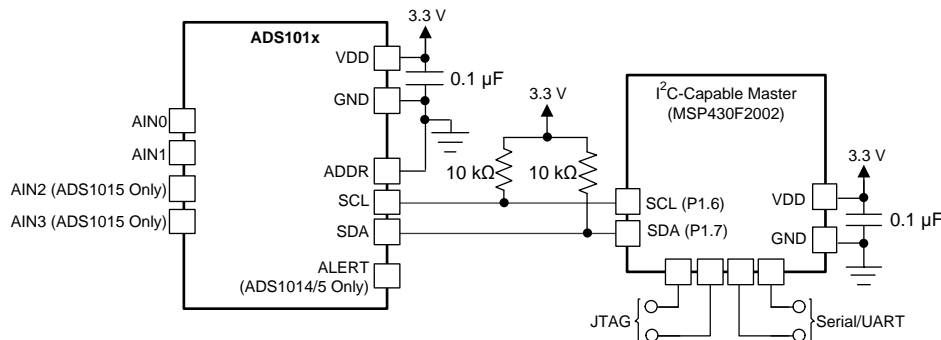 ADS101x
3.3 V
VDD
0.1 µF
GND
AIN0
AIN1
AIN2 (ADS1015 Only)
AIN3 (ADS1015 Only)
ADDR
SCL
SDA
ALERT
(ADS1014/5 Only)
3.3 V
10 kΩ
10 kΩ
I²C-Capable Master
(MSP430F2002)
SCL (P1.6)
SDA (P1.7)
3.3 V
VDD
0.1 µF
GND
JTAG
Serial/UART